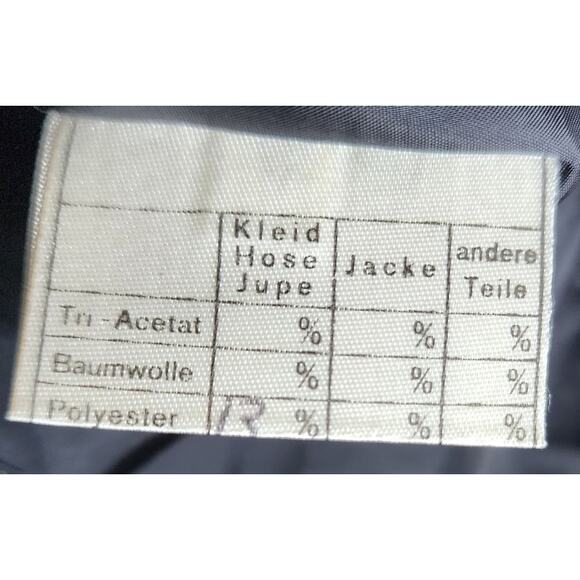 Kleid
Hose
Jupe
Jacke
andere
Teile
Tri-Acetat % % %
Baumwolle % % %
Polyester % % %